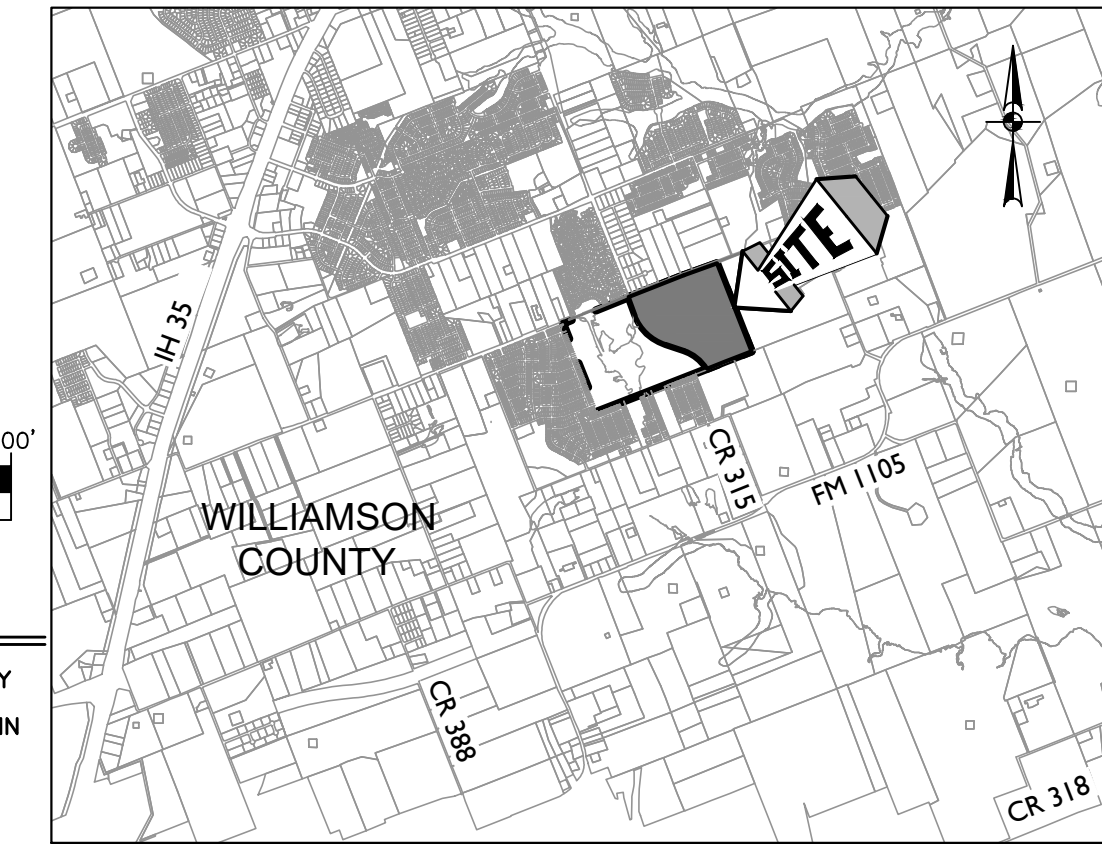 SITE
IH 35
00'
CR 315
FM 1105
WILLIAMSON
COUNTY
Y
IN
CR 388
CR 318